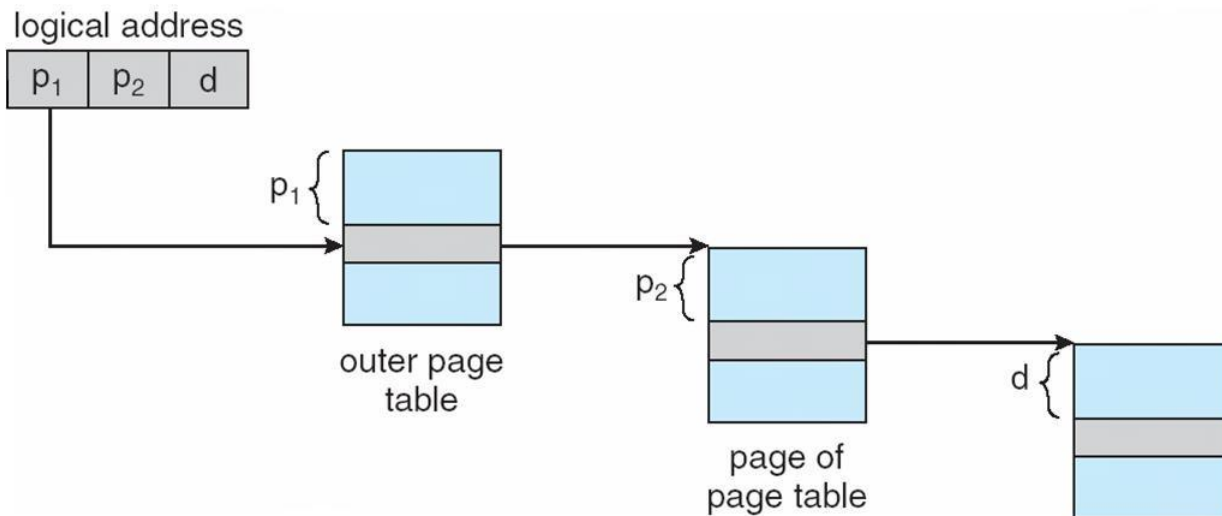 logical address
p₁ p₂ d
p₁
outer page
table
p₂
page of
page table
d